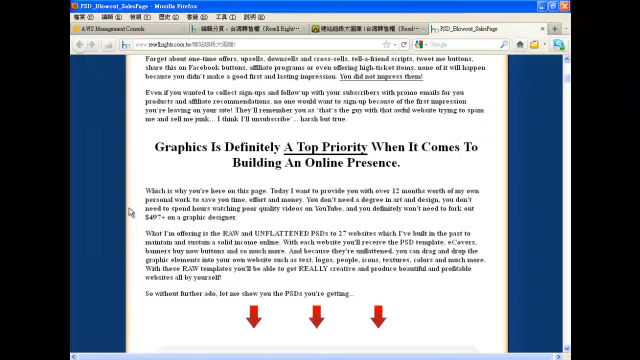 PSD_Blowout_SalesPage - Mozilla Firefox
AWS Management Console
PSD_Blowout_SalesPage
www.resellrights.com.tw/
Forget about one-time offers, upsells, downsells and cross-sells, tell-a-friend scripts, tweet me buttons,
share this on Facebook buttons, affiliate programs or even offering high-ticket items, none of it will happen
because you didn't make a good first and lasting impression. You did not impress them!
Even if you wanted to collect sign-ups and follow up with your subscribers with promo emails for you
products and affiliate recommendations, no one would want to sign-up because of the first impression
you're leaving on your site! They'll remember you as 'that's the guy with that awful website trying to spam
me and sell me junk... I think I'll unsubscribe'.. harsh but true.
Graphics Is Definitely A Top Priority When It Comes To
Building An Online Presence.
Which is why you're here on this page. Today I want to provide you with over 12 months worth of my own
personal work to save you time, effort and money. You don't need a degree in art and design, you don't
need to spend hours watching poor quality videos on YouTube, and you definitely won't need to fork out
$497+ on a graphic designer
What I'm offering is the RAW and UNFLATTENED PSDs to 27 websites which I've built in the past to
maintain and sustain a solid income online. With each website you'll receive the PSD template, eCovers,
banners buy now buttons and so much more. And because they're unflattened, you can drag and drop the
graphic elements into your own website such as text, logos, people, icons, textures, colors and much more.
With these RAW templates you'll be able to get REALLY creative and produce beautiful and profitable
websites all by yourself!
So without further ado, let me show you the PSDs you're getting...